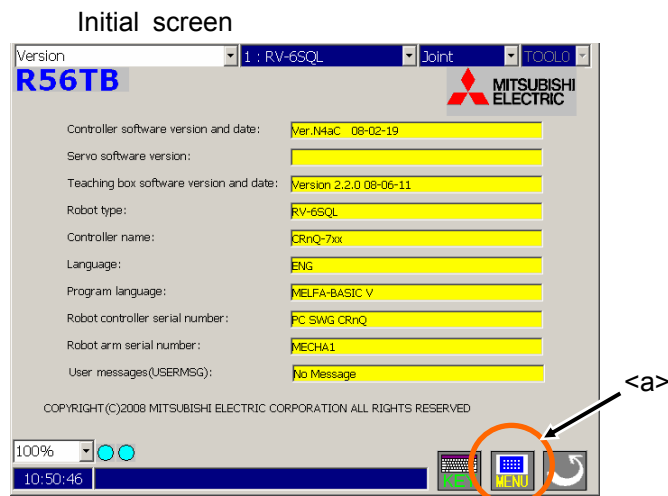 Initial screen
Version 1 : RV-6SQL Joint TOOL0
R56TB
MITSUBISHI
ELECTRIC
Controller software version and date: Ver.N4aC 08-02-19
Servo software version:
Teaching box software version and date: Version 2.2.0 08-06-11
Robot type: RV-6SQL
Controller name: CRnQ-7xx
Language: ENG
Program language: MELFA-BASIC V
Robot controller serial number: PC SWG CRnQ
Robot arm serial number: MECHA1
User messages(USERMSG): No Message
<a>
COPYRIGHT(C)2008 MITSUBISHI ELECTRIC CORPORATION ALL RIGHTS RESERVED
100%
10:50:46 KEY MENU